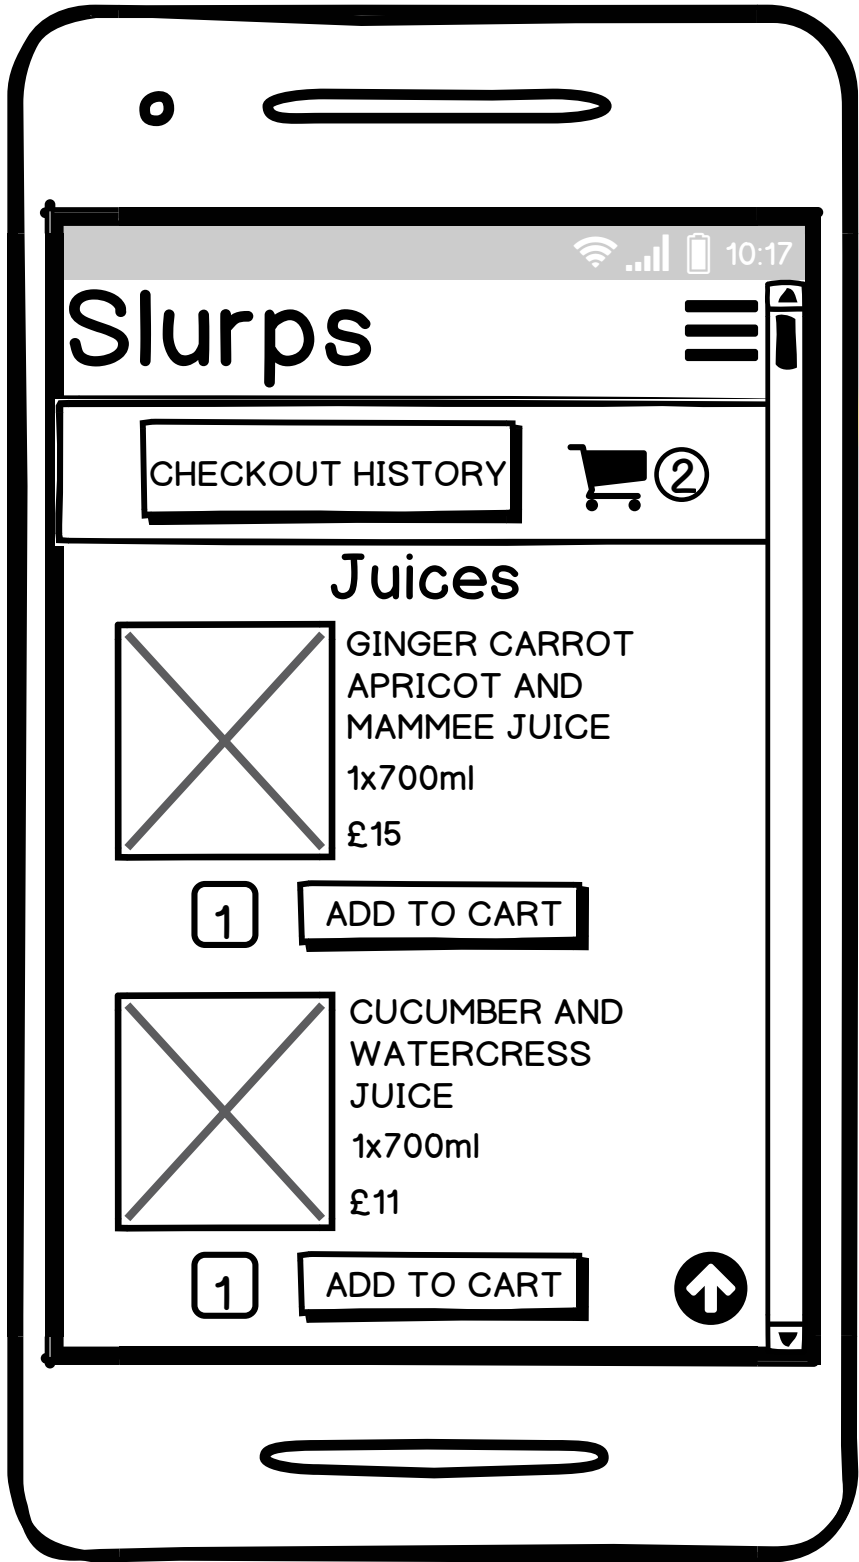 10:17
Slurps
CHECKOUT HISTORY
2
Juices
GINGER CARROT
APRICOT AND
MAMMEE JUICE
1x700ml
£15
1
ADD TO CART
CUCUMBER AND
WATERCRESS
JUICE
1x700ml
£11
1
ADD TO CART